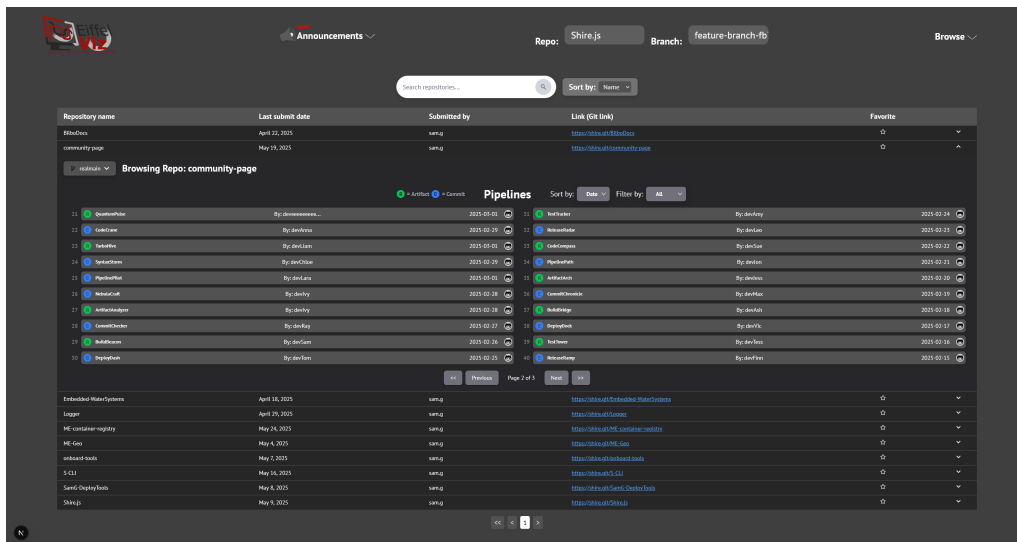 Eiffel
Viz
Announcements
Repo: Shire.js Branch: feature-branch-fb
Browse
Search repositories...
Sort by: Name
Repository name Last submit date Submitted by Link (Git link) Favorite
BilboDocs April 22, 2025 sam.g https://shire.git/BilboDocs
community-page May 19, 2025 sam.g https://shire.git/community-page
realmain Browsing Repo: community-page
A = Artifact C = Commit Pipelines Sort by: Date Filter by: All
21 A QuantumPulse By: deveeeeeeeeee... 2025-03-01 31 TestTracker By: devAmy 2025-02-24
22 C CodeCrane By: devAnna 2025-02-29 32 ReleaseRadar By: devLeo 2025-02-23
23 A TurboHive By: devLiam 2025-03-01 33 CodeCompass By: devSue 2025-02-22
24 C SyntaxStorm By: devChloe 2025-02-29 34 PipelinePath By: devJon 2025-02-21
25 C PipelinePilot By: devLara 2025-03-01 35 ArtifactArch By: devJess 2025-02-20
26 C NebulaCraft By: devIvy 2025-02-28 36 CommitChronicle By: devMax 2025-02-19
27 A ArtifactAnalyzer By: devIvy 2025-02-28 37 BuildBridge By: devAsh 2025-02-18
28 C CommitChecker By: devRay 2025-02-27 38 DeployDock By: devVic 2025-02-17
29 A BuildBeacon By: devSam 2025-02-26 39 TestTower By: devTess 2025-02-16
30 C DeployDash By: devTom 2025-02-25 40 ReleaseRamp By: devFinn 2025-02-15
<< Previous Page 2 of 3 Next >>
Embedded-WaterSystems April 18, 2025 sam.g https://shire.git/Embedded-WaterSystems
Logger April 29, 2025 sam.g https://shire.git/Logger
ME-container-registry May 24, 2025 sam.g https://shire.git/ME-container-registry
ME-Geo May 4, 2025 sam.g https://shire.git/ME-Geo
onboard-tools May 7, 2025 sam.g https://shire.git/onboard-tools
S-CLI May 16, 2025 sam.g https://shire.git/S-CLI
SamG-DeployTools May 8, 2025 sam.g https://shire.git/SamG-DeployTools
Shire.js May 9, 2025 sam.g https://shire.git/Shire.js
<< < 1 >
N